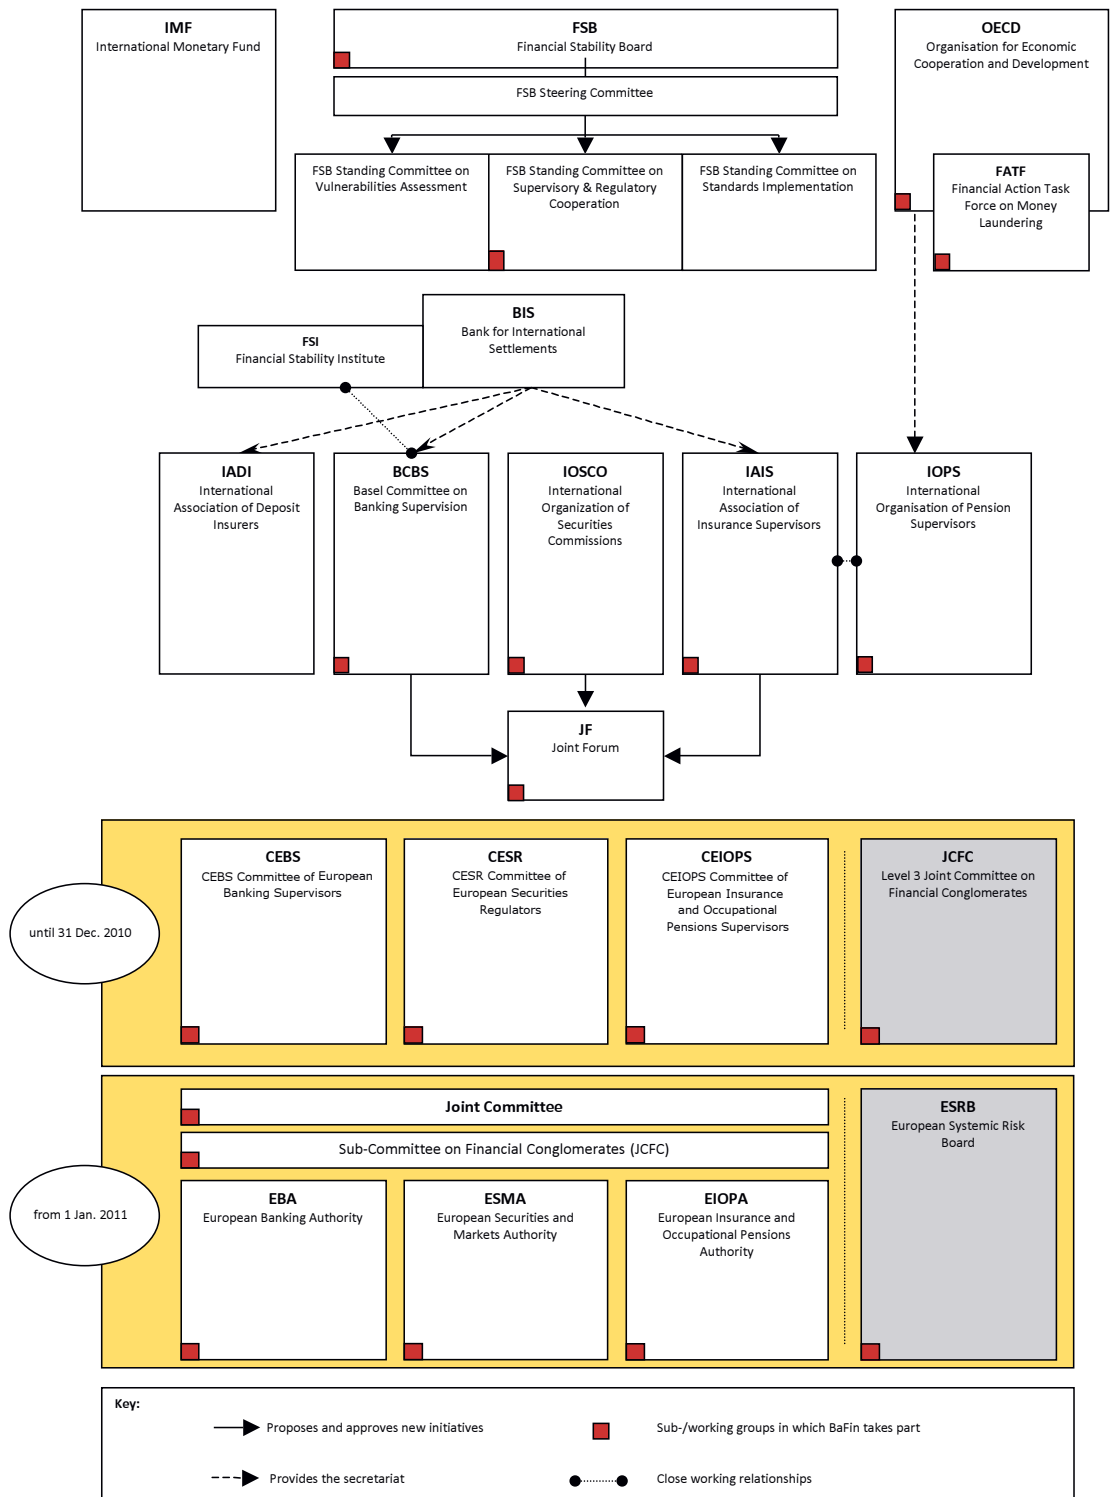 IMF
International Monetary Fund
FSB
Financial Stability Board
OECD
Organisation for Economic
Cooperation and Development
FSB Steering Committee
FSB Standing Committee on
Vulnerabilities Assessment
FSB Standing Committee on
Supervisory & Regulatory
Cooperation
FSB Standing Committee on
Standards Implementation
FATF
Financial Action Task
Force on Money
Laundering
BIS
Bank for International
Settlements
FSI
Financial Stability Institute
IADI
International
Association of Deposit
Insurers
BCBS
Basel Committee on
Banking Supervision
IOSCO
International
Organization of
Securities
Commissions
IAIS
International
Association of
Insurance Supervisors
IOPS
International
Organisation of Pension
Supervisors
JF
Joint Forum
until 31 Dec. 2010
CEBS
CEBS Committee of European
Banking Supervisors
CESR
CESR Committee of
European Securities
Regulators
CEIOPS
CEIOPS Committee of
European Insurance
and Occupational
Pensions Supervisors
JCFC
Level 3 Joint Committee on
Financial Conglomerates
from 1 Jan. 2011
Joint Committee
Sub-Committee on Financial Conglomerates (JCFC)
EBA
European Banking Authority
ESMA
European Securities and
Markets Authority
EIOPA
European Insurance and
Occupational Pensions
Authority
ESRB
European Systemic Risk
Board
Key:
Proposes and approves new initiatives
Sub-/working groups in which BaFin takes part
Provides the secretariat
Close working relationships